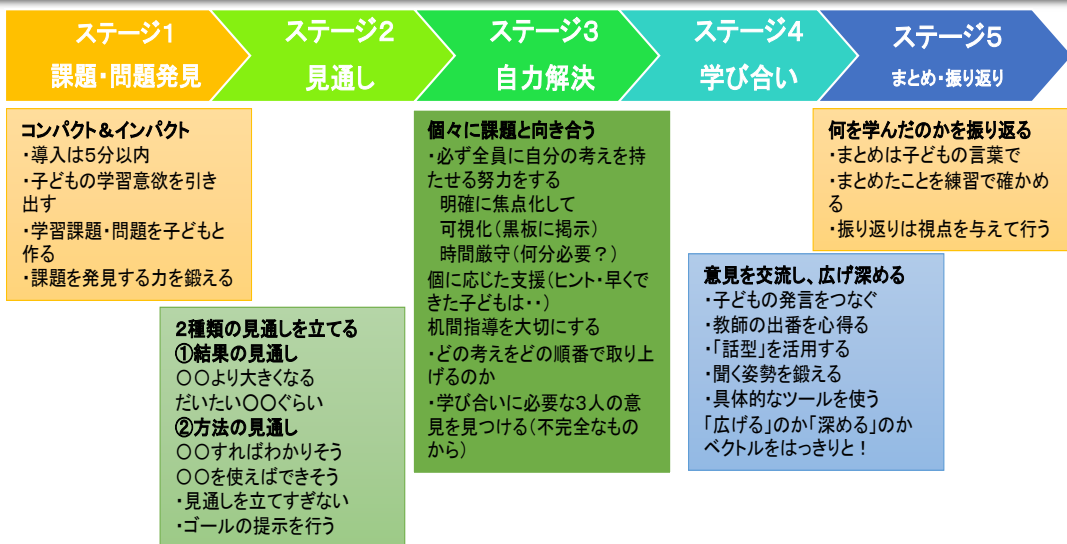 ステージ1
課題・問題発見
ステージ2
見通し
ステージ3
自力解決
ステージ4
学び合い
ステージ5
まとめ・振り返り
コンパクト&インパクト
・導入は5分以内
・子どもの学習意欲を引き
出す
・学習課題・問題を子どもと
作る
・課題を発見する力を鍛える
2種類の見通しを立てる
①結果の見通し
〇〇より大きくなる
だいたい〇〇ぐらい
②方法の見通し
〇〇すればわかりそう
〇〇を使えばできそう
・見通しを立てすぎない
・ゴールの提示を行う
個々に課題と向き合う
・必ず全員に自分の考えを持
たせる努力をする
明確に焦点化して
可視化(黒板に掲示)
時間厳守(何分必要?)
個に応じた支援(ヒント・早くで
きた子どもは・・)
机間指導を大切にする
・どの考えをどの順番で取り上
げるのか
・学び合いに必要な3人の意
見を見つける(不完全なもの
から)
意見を交流し、広げ深める
・子どもの発言をつなぐ
・教師の出番を心得る
・「話型」を活用する
・聞く姿勢を鍛える
・具体的なツールを使う
「広げる」のか「深める」のか
ベクトルをはっきりと!
何を学んだのかを振り返る
・まとめは子どもの言葉で
・まとめたことを練習で確かめ
る
・振り返りは視点を与えて行う